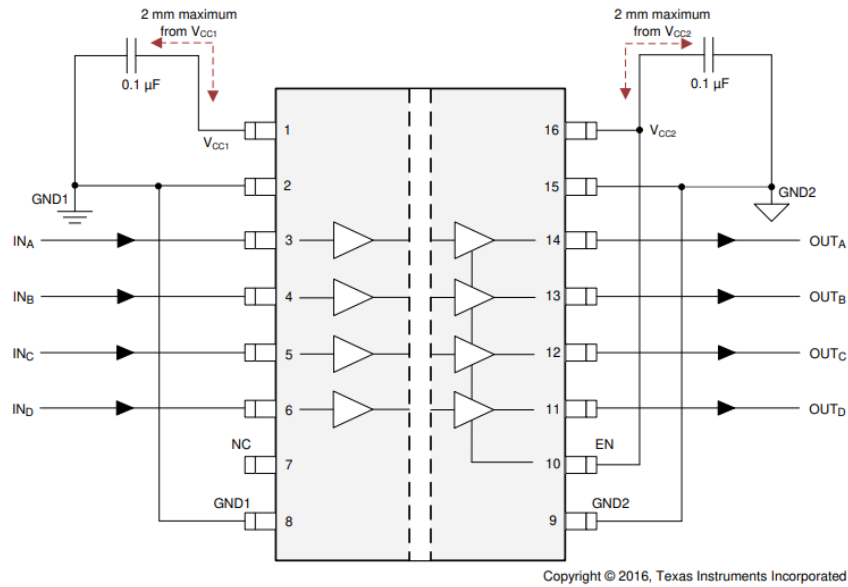 2 mm maximum
from VCC1
2 mm maximum
from VCC2
0.1 µF
0.1 µF
VCC1
1
16
VCC2
GND1
2
15
GND2
INA
3
14
OUTA
INB
4
13
OUTB
INC
5
12
OUTC
IND
6
11
OUTD
NC
7
10
EN
GND1
8
9
GND2
Copyright © 2016, Texas Instruments Incorporated